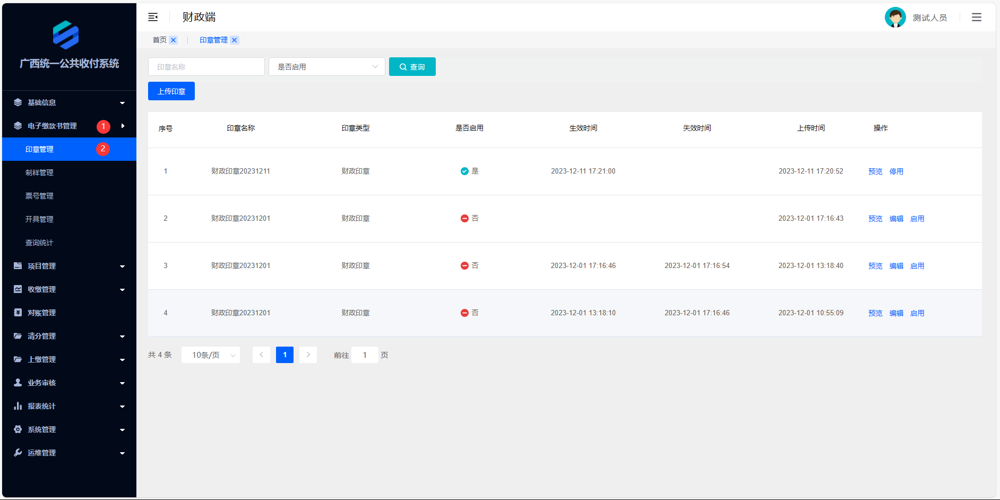 财政端
测试人员
首页
印章管理
广西统一公共收付系统
印章名称
是否启用
查询
上传印章
基础信息
电子缴款书管理 1
印章管理 2
制样管理
票号管理
开具管理
查询统计
项目管理
收缴管理
对账管理
清分管理
上缴管理
业务审核
报表统计
系统管理
运维管理
序号 印章名称 印章类型 是否启用 生效时间 失效时间 上传时间 操作
1 财政印章20231211 财政印章 是 2023-12-11 17:21:00 2023-12-11 17:20:52 预览 停用
2 财政印章20231201 财政印章 否 2023-12-01 17:16:43 预览 编辑 启用
3 财政印章20231201 财政印章 否 2023-12-01 17:16:46 2023-12-01 17:16:54 2023-12-01 13:18:40 预览 编辑 启用
4 财政印章20231201 财政印章 否 2023-12-01 13:18:10 2023-12-01 17:16:46 2023-12-01 10:55:09 预览 编辑 启用
共 4 条 10条/页 1 前往 1 页